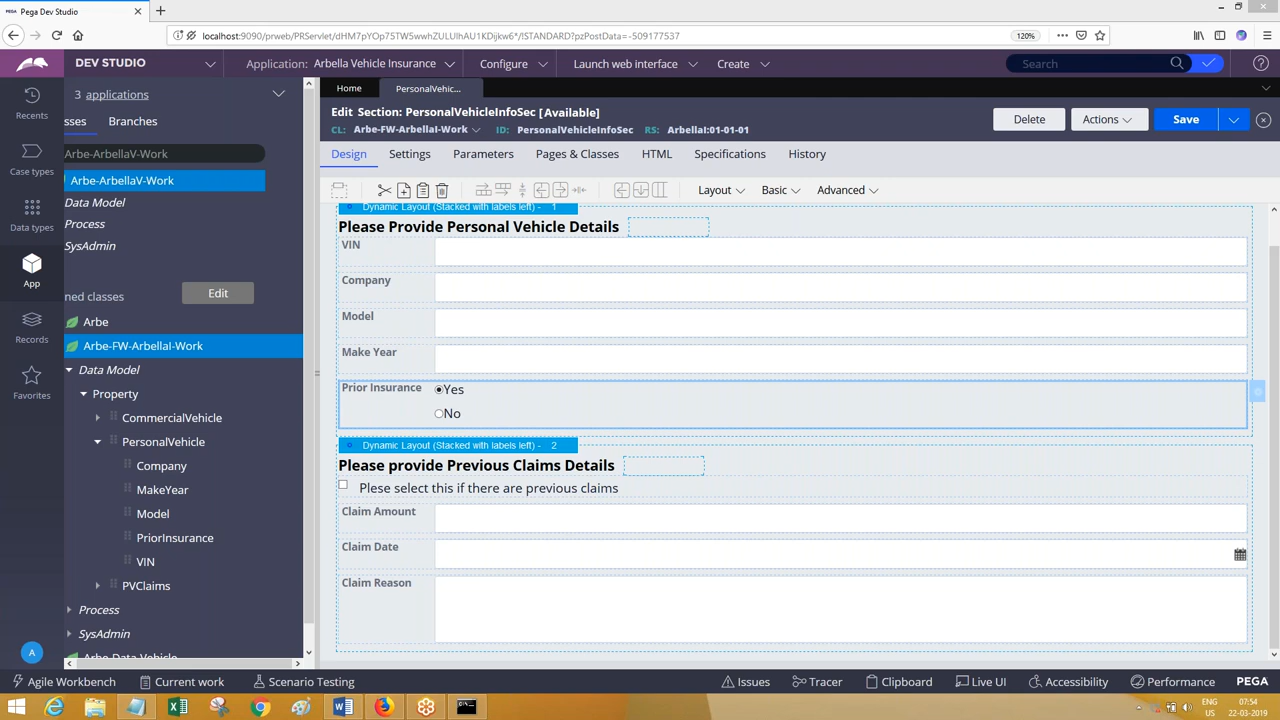 Pega Dev Studio
localhost:9090/prweb/PRServlet/dHM7pYOp75TW5wwhZULUlhAU1KDijkw6*/!STANDARD?pzPostData=-509177537
120%
DEV STUDIO
Application: Arbella Vehicle Insurance
Configure
Launch web interface
Create
Search
3 applications
Home
PersonalVehic...
Recents
sses
Branches
Edit Section: PersonalVehicleInfoSec [Available]
CL: Arbe-FW-ArbellaI-Work
ID: PersonalVehicleInfoSec
RS: ArbellaI:01-01-01
Delete
Actions
Save
Arbe-ArbellaV-Work
Design
Settings
Parameters
Pages & Classes
HTML
Specifications
History
Case types
Arbe-ArbellaV-Work
Layout
Basic
Advanced
Data Model
Process
SysAdmin
Data types
Dynamic Layout (Stacked with labels left) - 1
Please Provide Personal Vehicle Details
VIN
App
ned classes
Edit
Company
Arbe
Model
Records
Arbe-FW-ArbellaI-Work
Make Year
Data Model
Property
Prior Insurance
Yes
No
Favorites
CommercialVehicle
PersonalVehicle
Dynamic Layout (Stacked with labels left) - 2
Company
Please provide Previous Claims Details
MakeYear
Plese select this if there are previous claims
Model
Claim Amount
PriorInsurance
Claim Date
VIN
PVClaims
Claim Reason
Process
SysAdmin
Arbe-Data-Vehicle
A
Agile Workbench
Current work
Scenario Testing
Issues
Tracer
Clipboard
Live UI
Accessibility
Performance
PEGA
ENG
US
07:54
22-03-2019